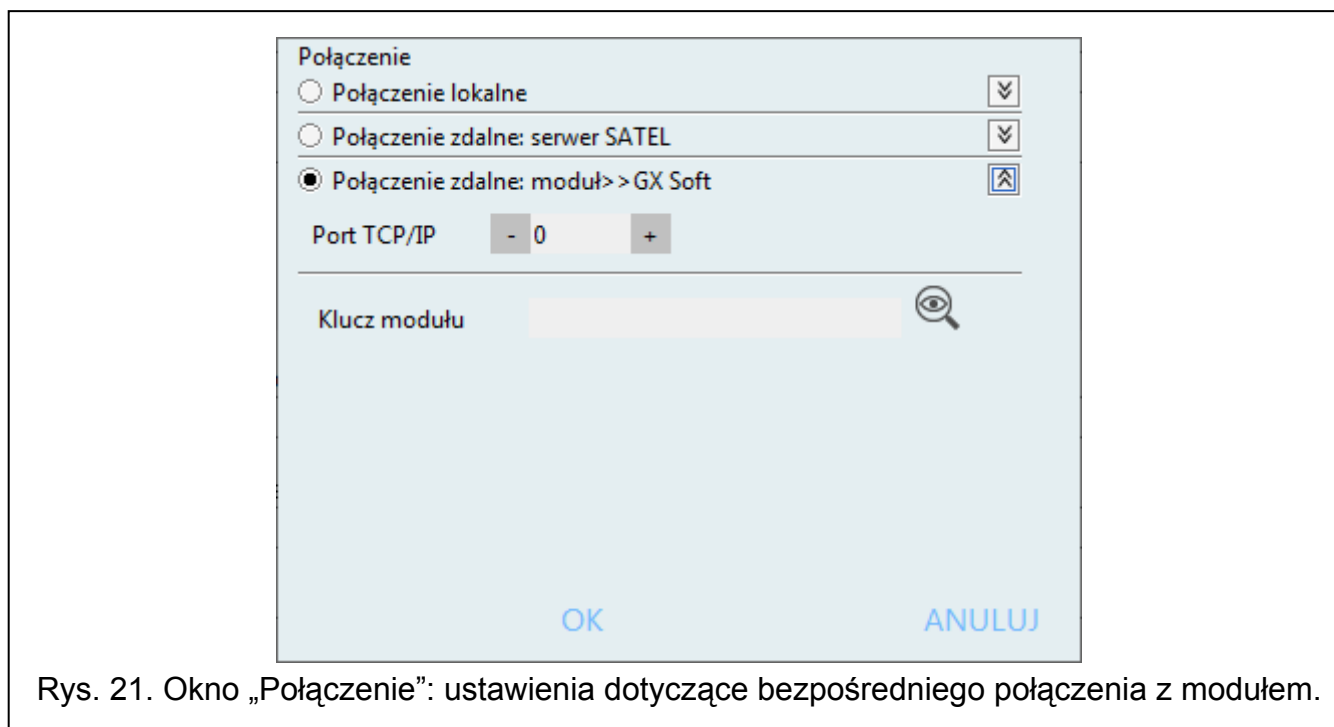 Połączenie
Połączenie lokalne
Połączenie zdalne: serwer SATEL
Połączenie zdalne: moduł>>GX Soft
Port TCP/IP - 0 +
Klucz modułu
OK ANULUJ
Rys. 21. Okno „Połączenie”: ustawienia dotyczące bezpośredniego połączenia z modułem.